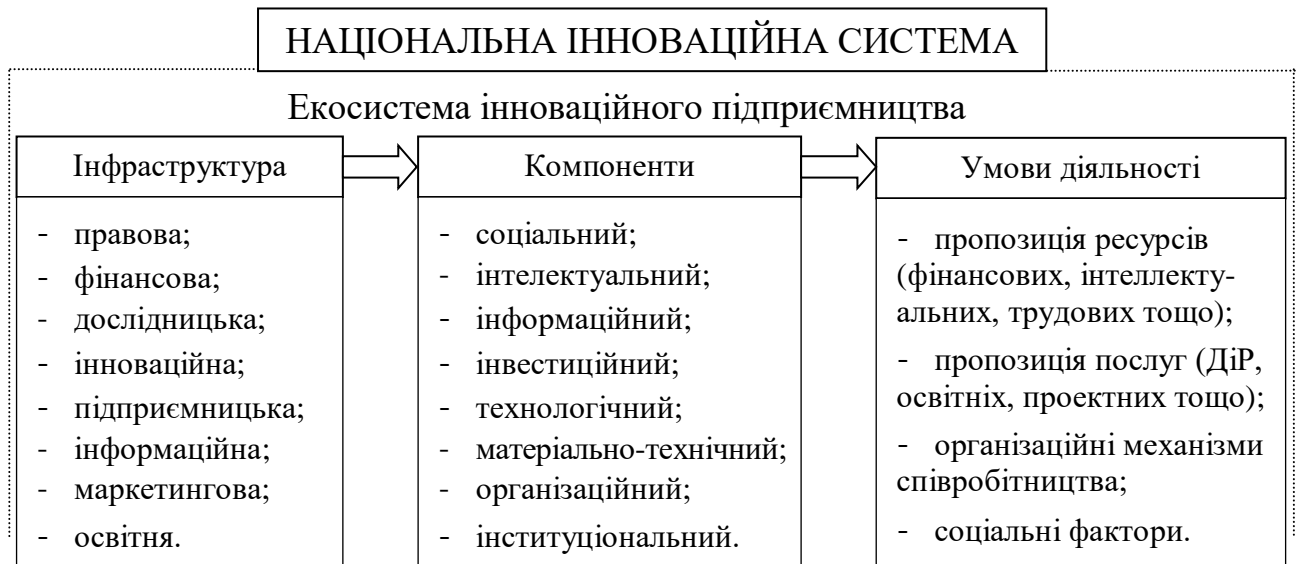 НАЦІОНАЛЬНА ІННОВАЦІЙНА СИСТЕМА
Екосистема інноваційного підприємництва
Інфраструктура
- правова;
- фінансова;
- дослідницька;
- інноваційна;
- підприємницька;
- інформаційна;
- маркетингова;
- освітня.
Компоненти
- соціальний;
- інтелектуальний;
- інформаційний;
- інвестиційний;
- технологічний;
- матеріально-технічний;
- організаційний;
- інституціональний.
Умови діяльності
- пропозиція ресурсів
(фінансових, інтеллекту-
альних, трудових тощо);
- пропозиція послуг (ДіР,
освітніх, проектних тощо);
- організаційні механізми
співробітництва;
- соціальні фактори.